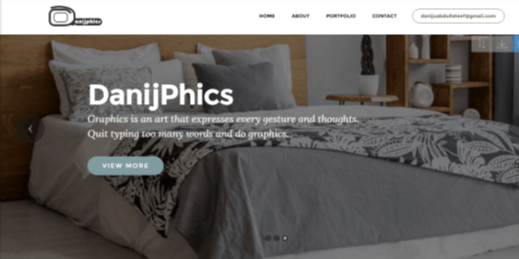 Danijphics
HOME ABOUT PORTFOLIO CONTACT danijuabdullateef@gmail.com
DanijPhics
Graphics is an art that expresses every gesture and thoughts.
Quit typing too many words and do graphics.
VIEW MORE